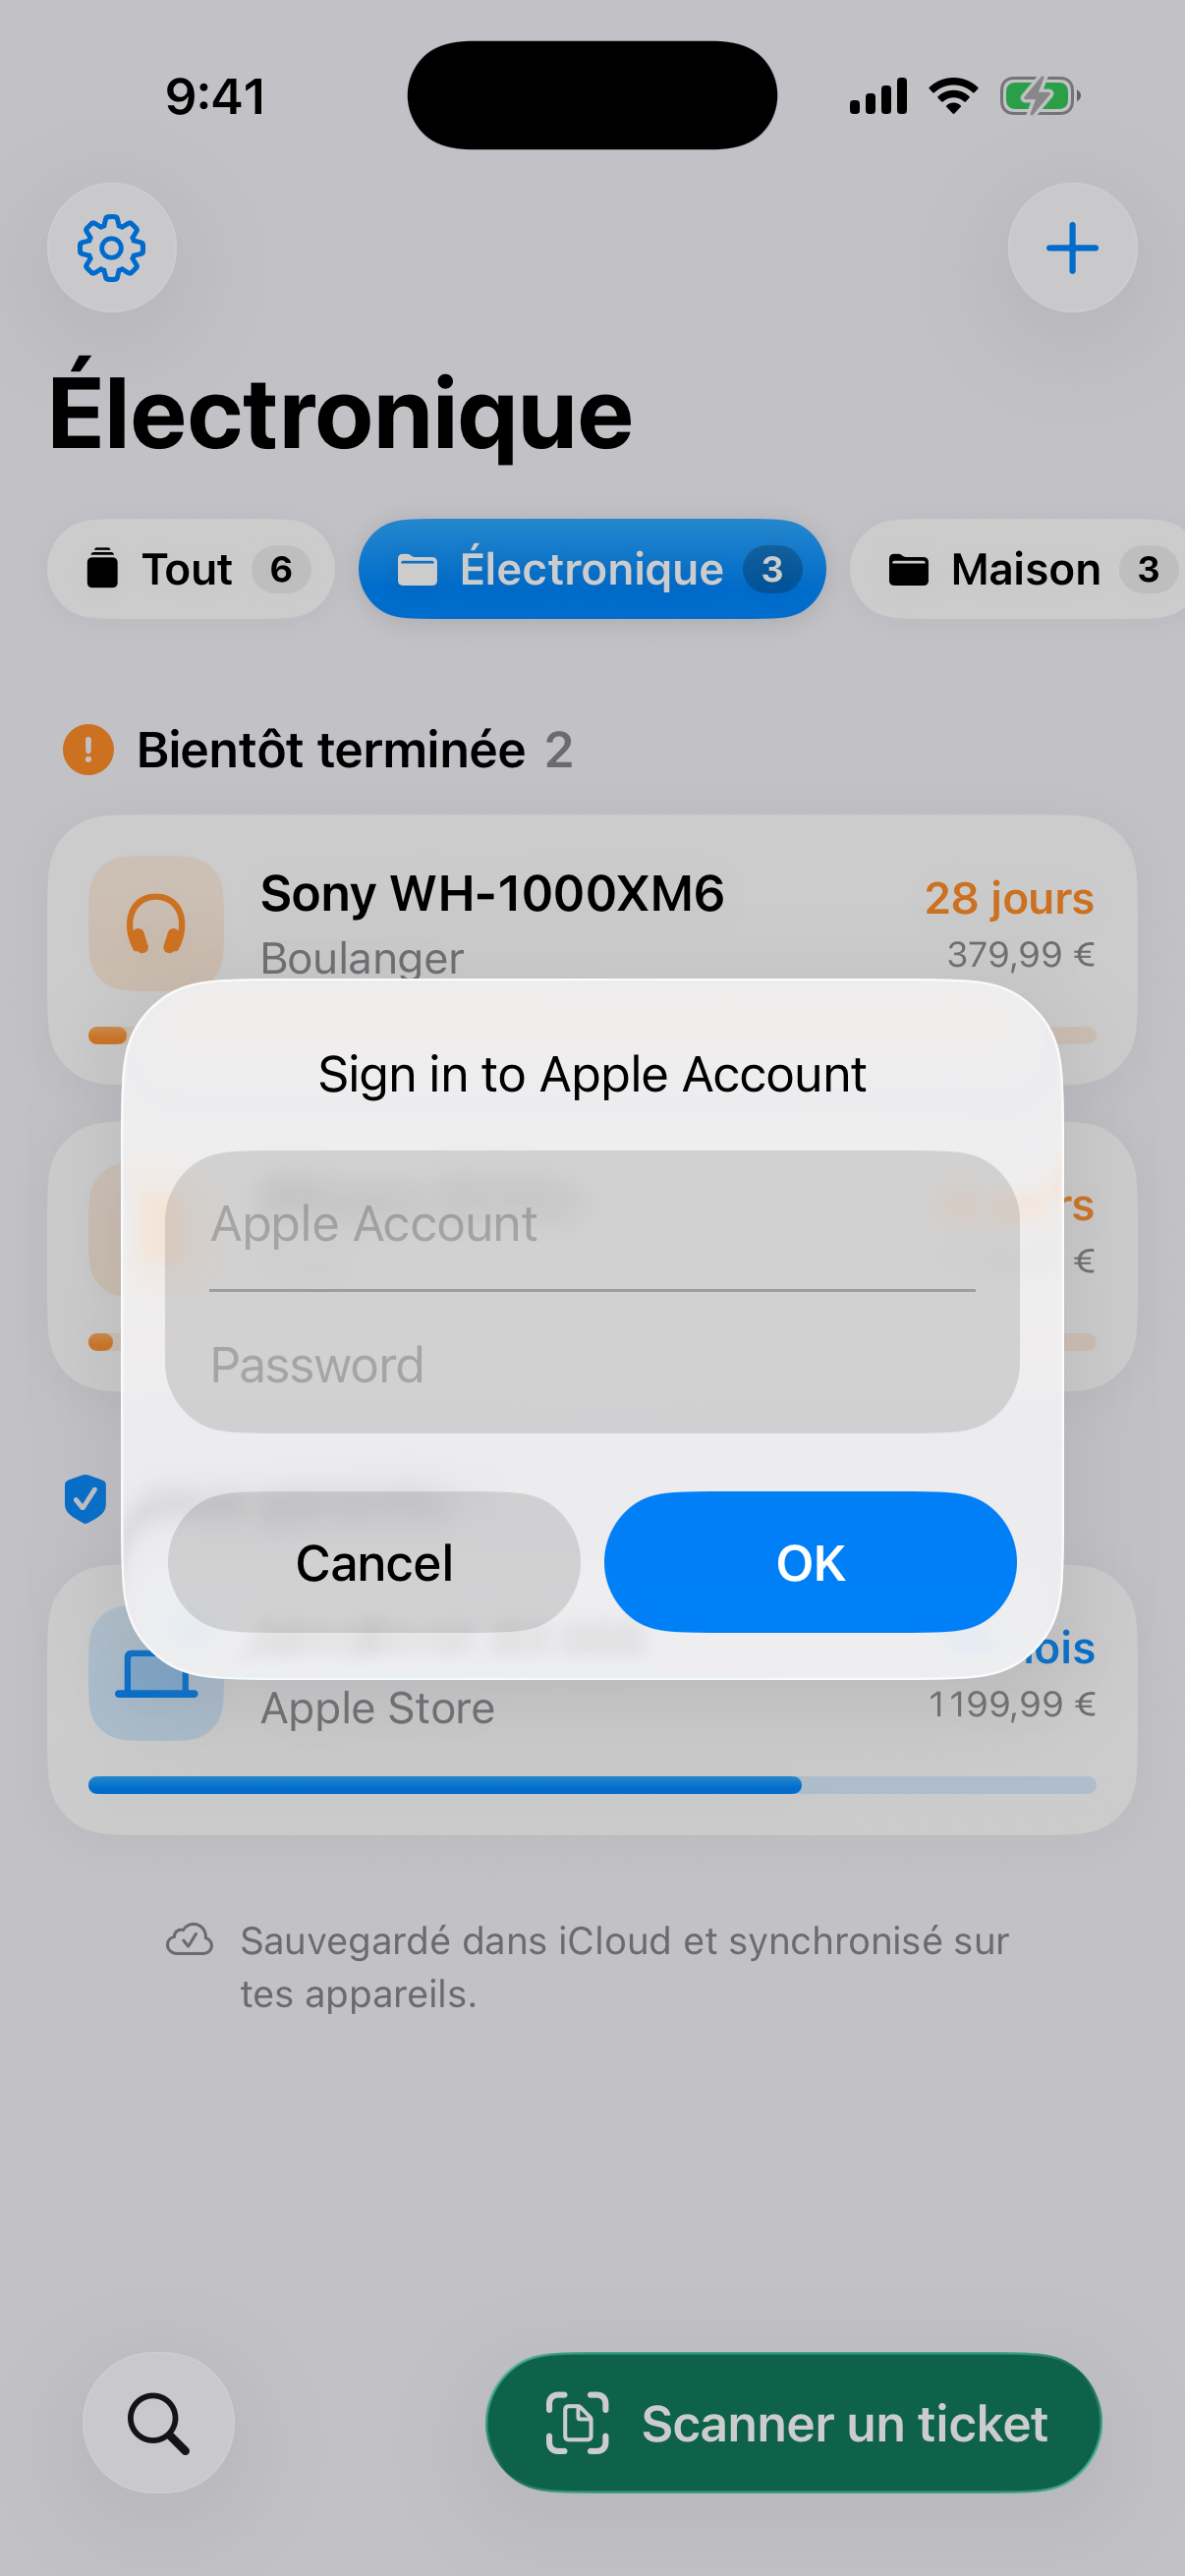 9:41
Électronique
Tout 6
Électronique 3
Maison 3
Bientôt terminée 2
Sony WH-1000XM6
28 jours
Boulanger
379,99 €
Sign in to Apple Account
Apple Account
€
Password
Cancel
OK
Apple Store
1 199,99 €
Sauvegardé dans iCloud et synchronisé sur
tes appareils.
Scanner un ticket